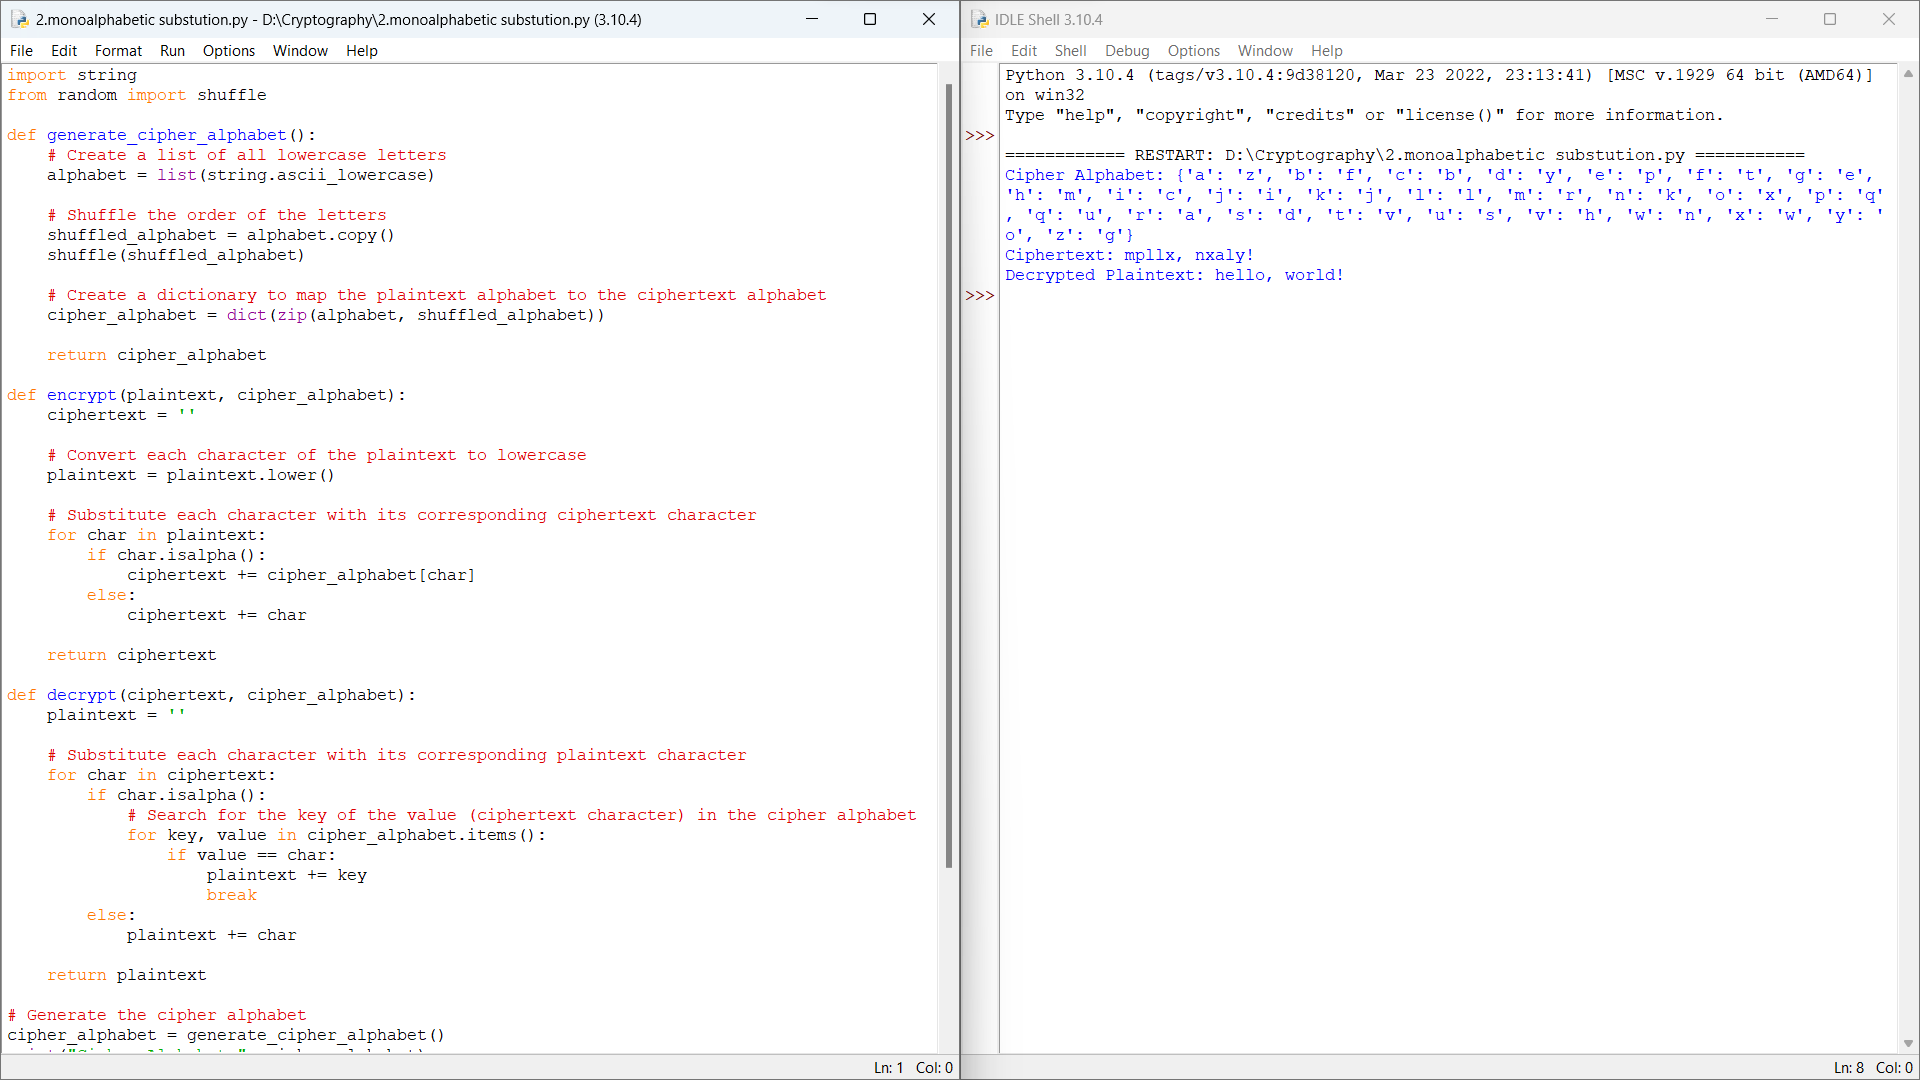 2.monoalphabetic substution.py - D:\Cryptography\2.monoalphabetic substution.py (3.10.4)
File Edit Format Run Options Window Help
import string
from random import shuffle
def generate_cipher_alphabet():
    # Create a list of all lowercase letters
    alphabet = list(string.ascii_lowercase)
    # Shuffle the order of the letters
    shuffled_alphabet = alphabet.copy()
    shuffle(shuffled_alphabet)
    # Create a dictionary to map the plaintext alphabet to the ciphertext alphabet
    cipher_alphabet = dict(zip(alphabet, shuffled_alphabet))
    return cipher_alphabet
def encrypt(plaintext, cipher_alphabet):
    ciphertext = ''
    # Convert each character of the plaintext to lowercase
    plaintext = plaintext.lower()
    # Substitute each character with its corresponding ciphertext character
    for char in plaintext:
        if char.isalpha():
            ciphertext += cipher_alphabet[char]
        else:
            ciphertext += char
    return ciphertext
def decrypt(ciphertext, cipher_alphabet):
    plaintext = ''
    # Substitute each character with its corresponding plaintext character
    for char in ciphertext:
        if char.isalpha():
            # Search for the key of the value (ciphertext character) in the cipher alphabet
            for key, value in cipher_alphabet.items():
                if value == char:
                    plaintext += key
                    break
        else:
            plaintext += char
    return plaintext
# Generate the cipher alphabet
cipher_alphabet = generate_cipher_alphabet()
Ln: 1 Col: 0
IDLE Shell 3.10.4
File Edit Shell Debug Options Window Help
Python 3.10.4 (tags/v3.10.4:9d38120, Mar 23 2022, 23:13:41) [MSC v.1929 64 bit (AMD64)]
on win32
Type "help", "copyright", "credits" or "license()" for more information.
>>>
============ RESTART: D:\Cryptography\2.monoalphabetic substution.py ===========
Cipher Alphabet: {'a': 'z', 'b': 'f', 'c': 'b', 'd': 'y', 'e': 'p', 'f': 't', 'g': 'e',
'h': 'm', 'i': 'c', 'j': 'i', 'k': 'j', 'l': 'l', 'm': 'r', 'n': 'k', 'o': 'x', 'p': 'q'
, 'q': 'u', 'r': 'a', 's': 'd', 't': 'v', 'u': 's', 'v': 'h', 'w': 'n', 'x': 'w', 'y': '
o', 'z': 'g'}
Ciphertext: mpllx, nxaly!
Decrypted Plaintext: hello, world!
>>>
Ln: 8 Col: 0